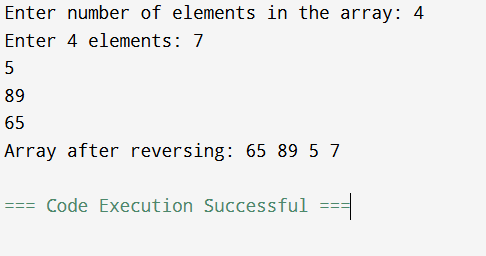 Enter number of elements in the array: 4
Enter 4 elements: 7
5
89
65
Array after reversing: 65 89 5 7
=== Code Execution Successful ===